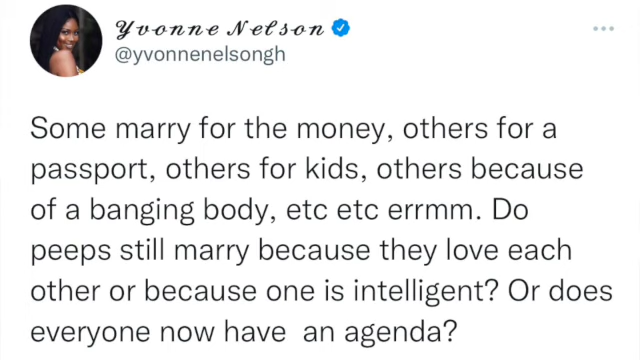 Yvonne Nelson
@yvonnenelsongh
Some marry for the money, others for a
passport, others for kids, others because
of a banging body, etc etc errmm. Do
peeps still marry because they love each
other or because one is intelligent? Or does
everyone now have  an agenda?